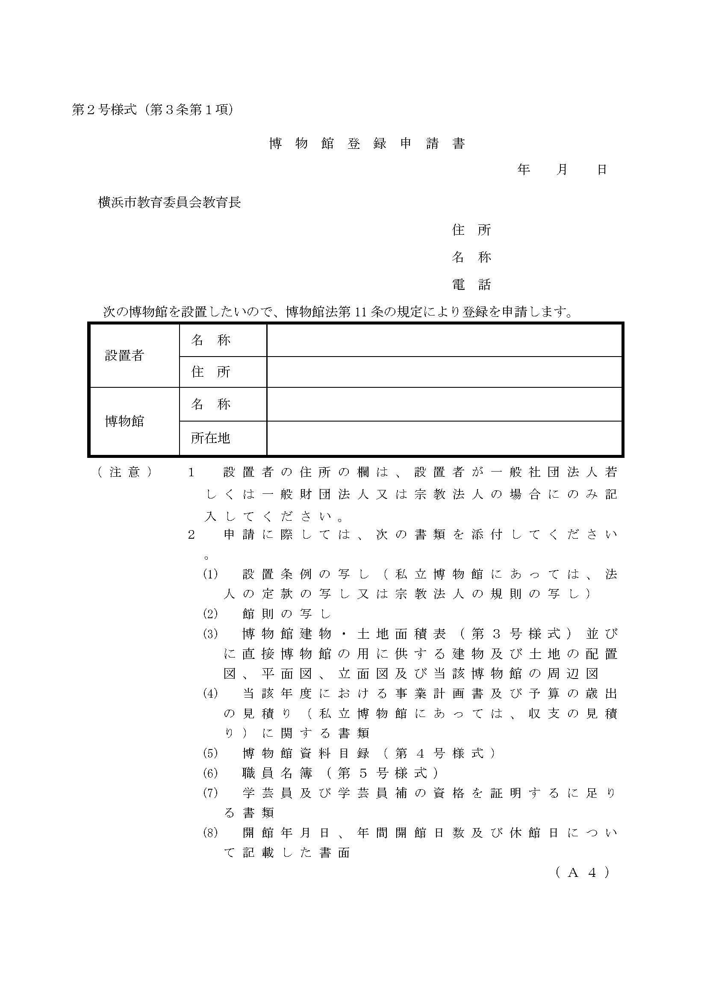 第２号様式（第３条第１項）
博物館登録申請書
年　　月　　日
横浜市教育委員会教育長
住　所
名　称
電　話
次の博物館を設置したいので、博物館法第 11 条の規定により登録を申請します。
設置者
名　称
住　所
博物館
名　称
所在地
（注意）　１　設置者の住所の欄は、設置者が一般社団法人若
しくは一般財団法人又は宗教法人の場合にのみ記
入してください。
２　申請に際しては、次の書類を添付してください
。
(1)　設置条例の写し（私立博物館にあっては、法
人の定款の写し又は宗教法人の規則の写し）
(2)　館則の写し
(3)　博物館建物・土地面積表（第３号様式）並び
に直接博物館の用に供する建物及び土地の配置
図、平面図、立面図及び当該博物館の周辺図
(4)　当該年度における事業計画書及び予算の歳出
の見積り（私立博物館にあっては、収支の見積
り）に関する書類
(5)　博物館資料目録（第４号様式）
(6)　職員名簿（第５号様式）
(7)　学芸員及び学芸員補の資格を証明するに足り
る書類
(8)　開館年月日、年間開館日数及び休館日につい
て記載した書面
（Ａ４）